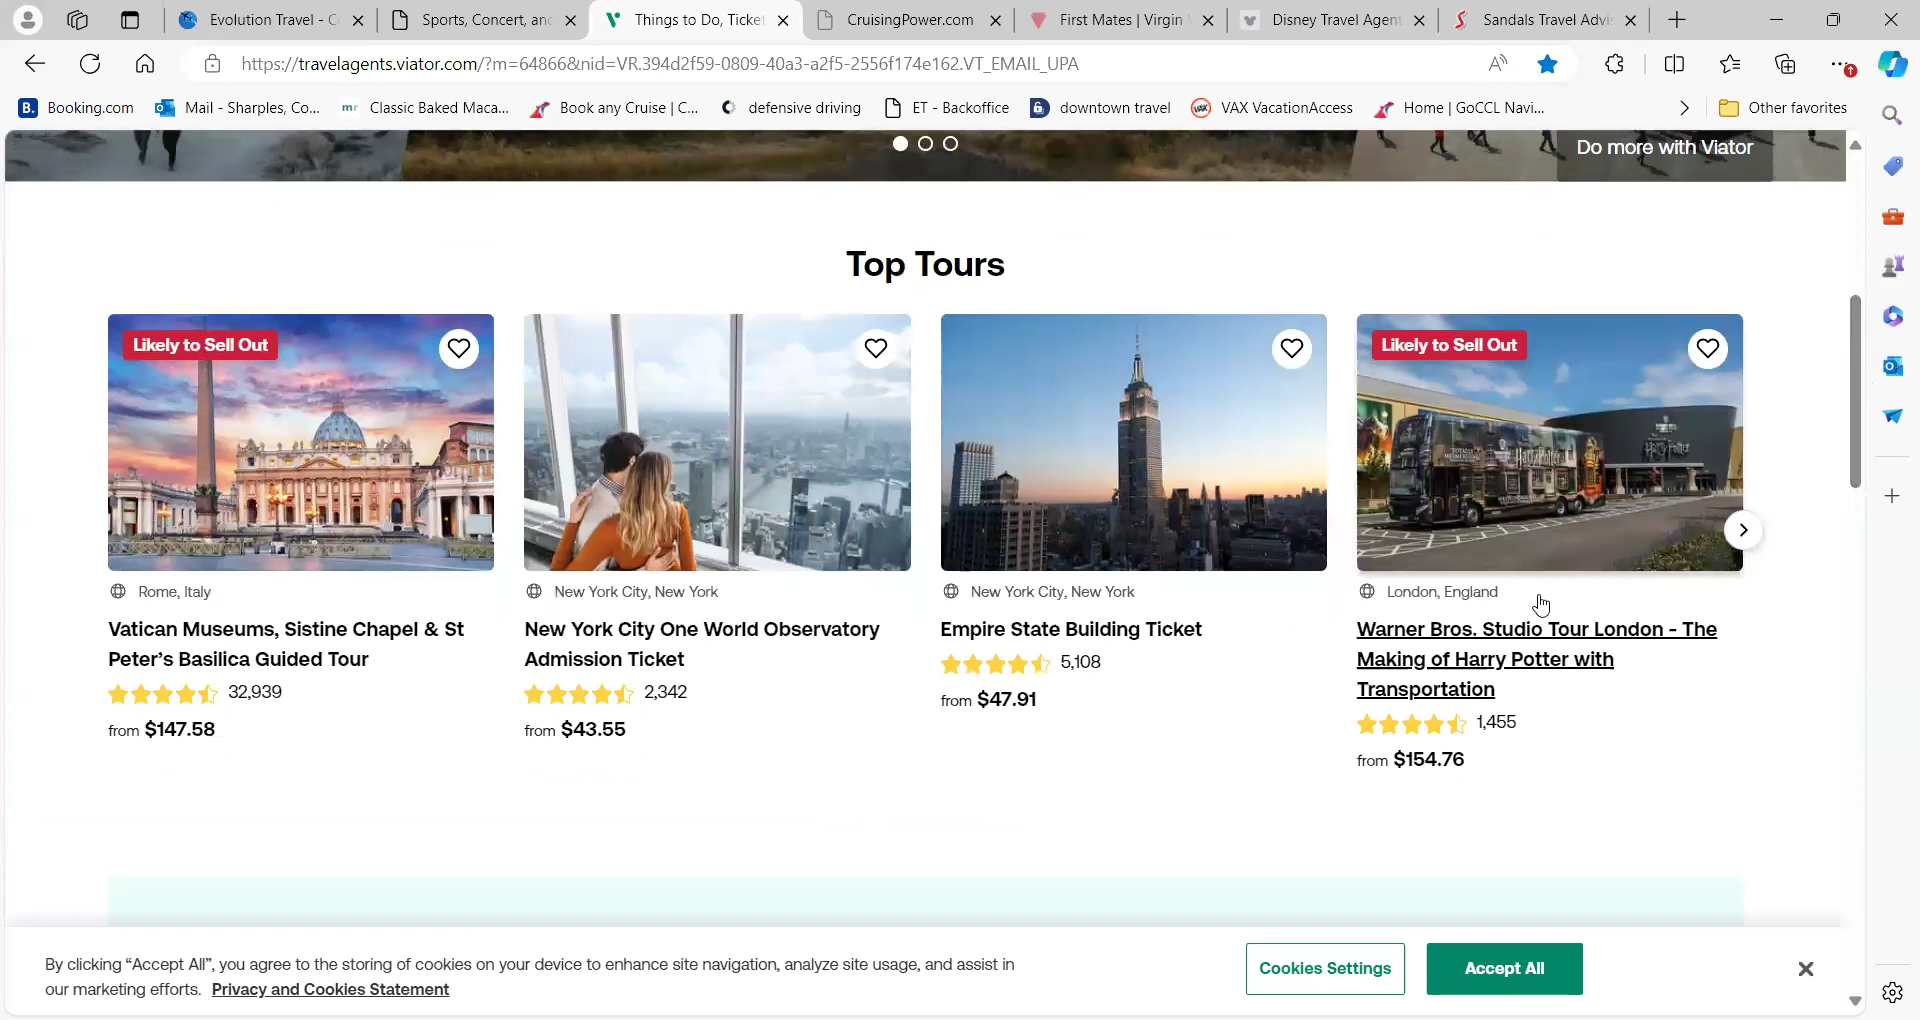 Evolution Travel - C
Sports, Concert, an
Things to Do, Ticket
CruisingPower.com
First Mates | Virgin
Disney Travel Agen
Sandals Travel Advi
https://travelagents.viator.com/?m=64866&nid=VR.394d2f59-0809-40a3-a2f5-2556f174e162.VT_EMAIL_UPA
Booking.com
Mail - Sharples, Co...
mr Classic Baked Maca...
Book any Cruise | C...
defensive driving
ET - Backoffice
downtown travel
VAX VacationAccess
Home | GoCCL Navi...
Other favorites
Do more with Viator
Top Tours
Likely to Sell Out
Likely to Sell Out
Rome, Italy
Vatican Museums, Sistine Chapel & St
Peter’s Basilica Guided Tour
32,939
from $147.58
New York City, New York
New York City One World Observatory
Admission Ticket
2,342
from $43.55
New York City, New York
Empire State Building Ticket
5,108
from $47.91
London, England
Warner Bros. Studio Tour London - The
Making of Harry Potter with
Transportation
1,455
from $154.76
By clicking “Accept All”, you agree to the storing of cookies on your device to enhance site navigation, analyze site usage, and assist in
our marketing efforts. Privacy and Cookies Statement
Cookies Settings
Accept All